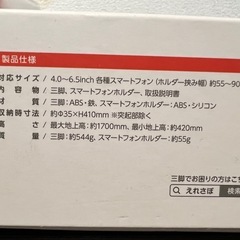 製品仕様
対応サイズ / 4.0～6.5inch 各種スマートフォン（ホルダー挟み幅）約55～90
内容物 / 三脚、スマートフォンホルダー、取扱説明書
材質 / 三脚：ABS・鉄、スマートフォンホルダー：ABS・シリコン
収納時寸法 / 約Φ35×H410mm ※突起部除く
高さ / 最大地上高：約1700mm、最小地上高：約420mm
質量 / 三脚：約544g、スマートフォンホルダー：約55g
三脚でお困りの方はこち
えれさぽ 検索